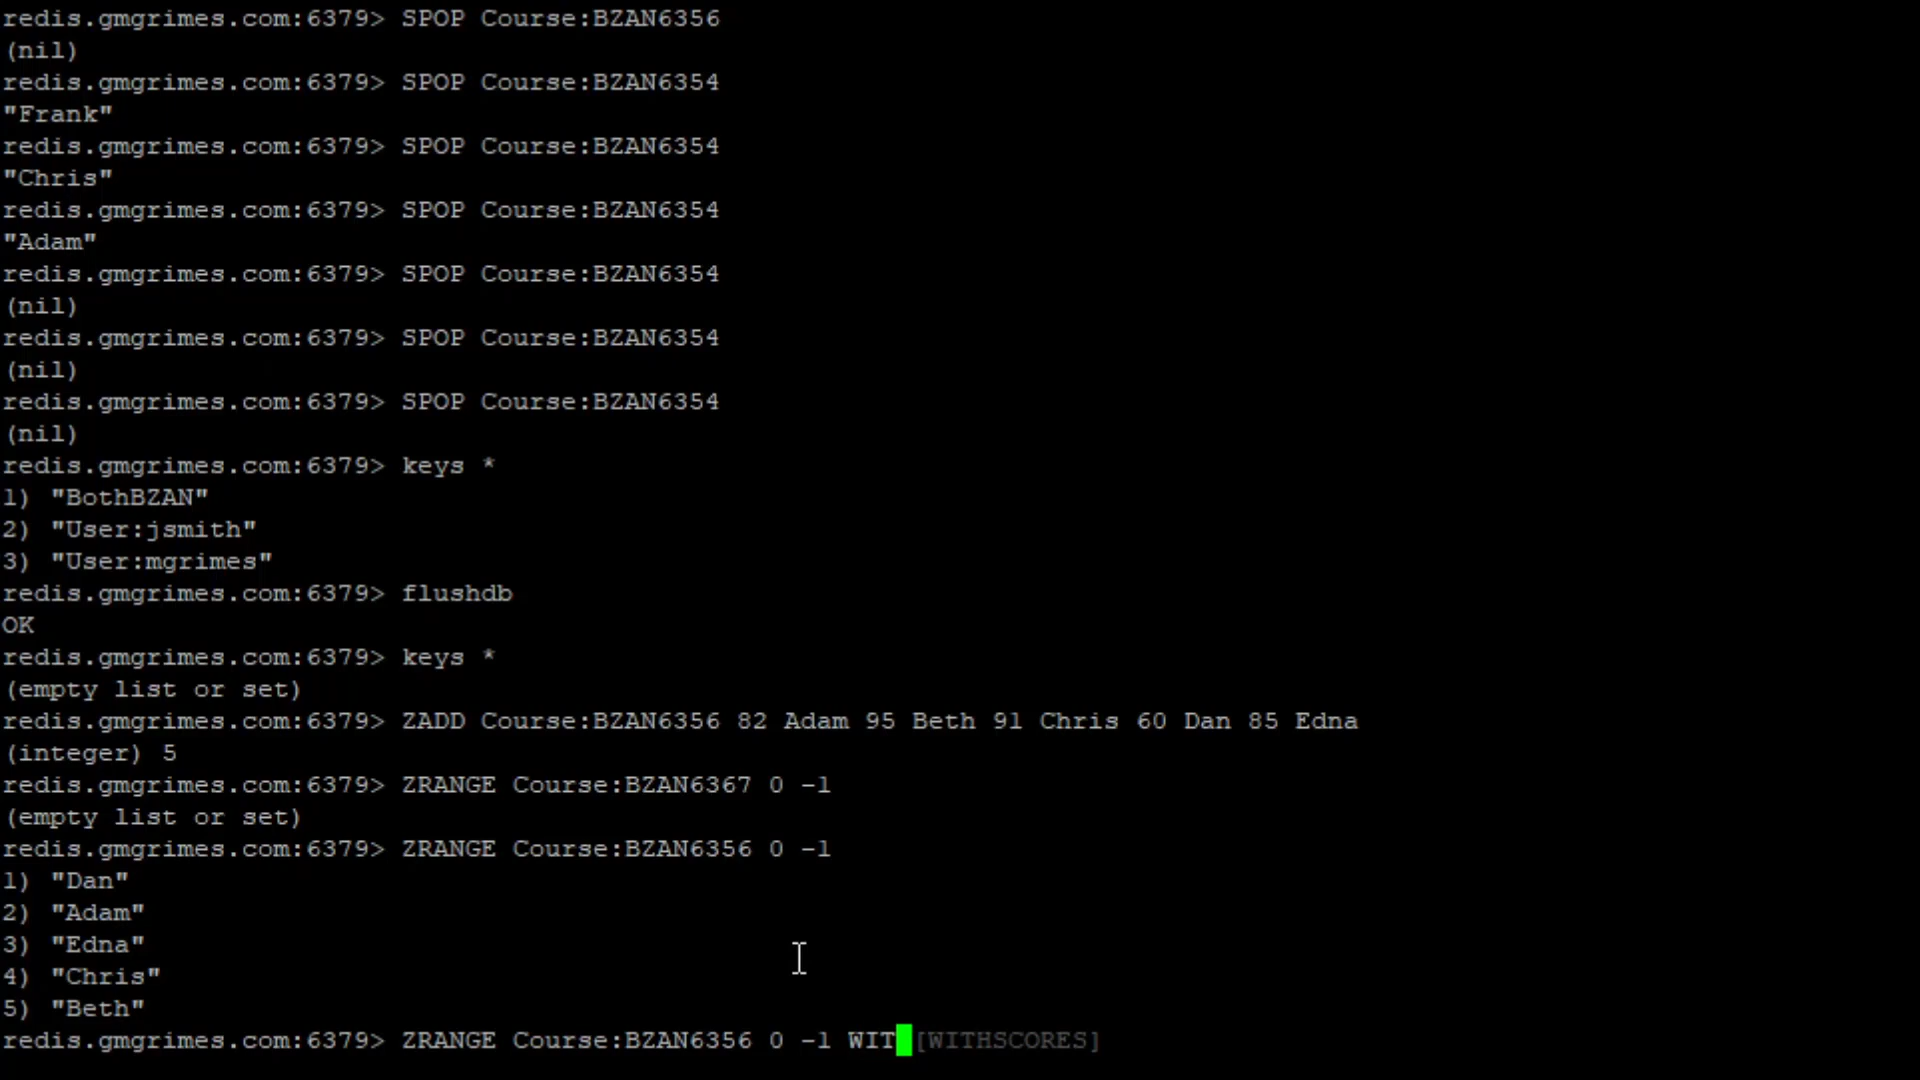 redis.gmgrimes.com:6379> SPOP Course:BZAN6356
(nil)
redis.gmgrimes.com:6379> SPOP Course:BZAN6354
"Frank"
redis.gmgrimes.com:6379> SPOP Course:BZAN6354
"Chris"
redis.gmgrimes.com:6379> SPOP Course:BZAN6354
"Adam"
redis.gmgrimes.com:6379> SPOP Course:BZAN6354
(nil)
redis.gmgrimes.com:6379> SPOP Course:BZAN6354
(nil)
redis.gmgrimes.com:6379> SPOP Course:BZAN6354
(nil)
redis.gmgrimes.com:6379> keys *
1) "BothBZAN"
2) "User:jsmith"
3) "User:mgrimes"
redis.gmgrimes.com:6379> flushdb
OK
redis.gmgrimes.com:6379> keys *
(empty list or set)
redis.gmgrimes.com:6379> ZADD Course:BZAN6356 82 Adam 95 Beth 91 Chris 60 Dan 85 Edna
(integer) 5
redis.gmgrimes.com:6379> ZRANGE Course:BZAN6367 0 -1
(empty list or set)
redis.gmgrimes.com:6379> ZRANGE Course:BZAN6356 0 -1
1) "Dan"
2) "Adam"
3) "Edna"
4) "Chris"
5) "Beth"
redis.gmgrimes.com:6379> ZRANGE Course:BZAN6356 0 -1 WIT [WITHSCORES]